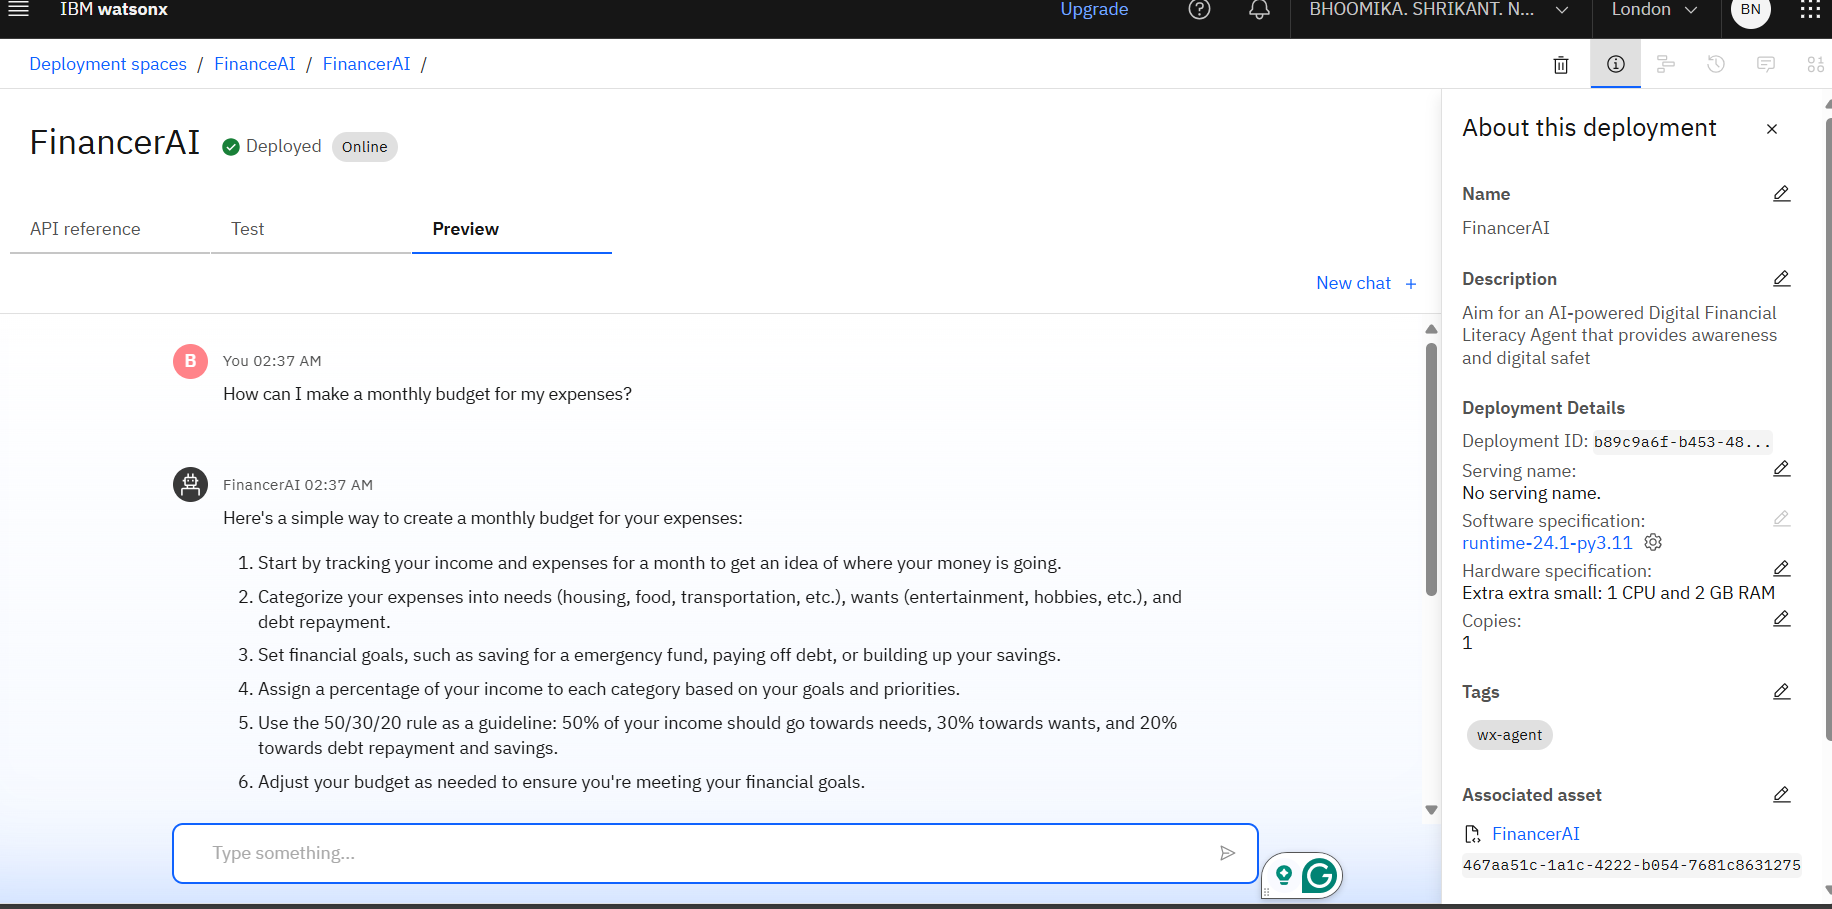 IBM watsonx
Upgrade
BHOOMIKA. SHRIKANT. N...
London
BN
Deployment spaces / FinanceAI / FinancerAI /
FinancerAI
Deployed
Online
API reference
Test
Preview
New chat +
B
You 02:37 AM
How can I make a monthly budget for my expenses?
FinancerAI 02:37 AM
Here's a simple way to create a monthly budget for your expenses:
1. Start by tracking your income and expenses for a month to get an idea of where your money is going.
2. Categorize your expenses into needs (housing, food, transportation, etc.), wants (entertainment, hobbies, etc.), and
debt repayment.
3. Set financial goals, such as saving for a emergency fund, paying off debt, or building up your savings.
4. Assign a percentage of your income to each category based on your goals and priorities.
5. Use the 50/30/20 rule as a guideline: 50% of your income should go towards needs, 30% towards wants, and 20%
towards debt repayment and savings.
6. Adjust your budget as needed to ensure you're meeting your financial goals.
Type something...
About this deployment
Name
FinancerAI
Description
Aim for an AI-powered Digital Financial
Literacy Agent that provides awareness
and digital safet
Deployment Details
Deployment ID: b89c9a6f-b453-48...
Serving name:
No serving name.
Software specification:
runtime-24.1-py3.11
Hardware specification:
Extra extra small: 1 CPU and 2 GB RAM
Copies:
1
Tags
wx-agent
Associated asset
FinancerAI
467aa51c-1a1c-4222-b054-7681c8631275